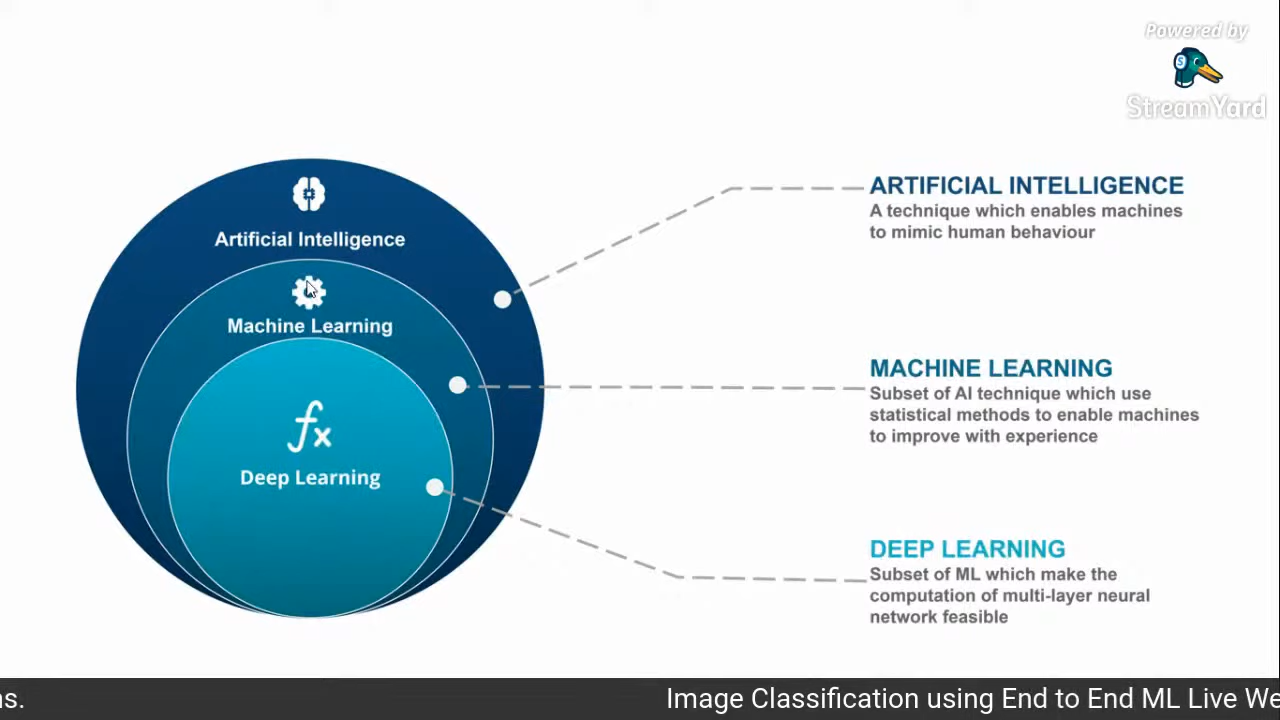 Powered by
StreamYard
Artificial Intelligence
Machine Learning
fx
Deep Learning
ARTIFICIAL INTELLIGENCE
A technique which enables machines
to mimic human behaviour
MACHINE LEARNING
Subset of AI technique which use
statistical methods to enable machines
to improve with experience
DEEP LEARNING
Subset of ML which make the
computation of multi-layer neural
network feasible
Image Classification using End to End ML Live